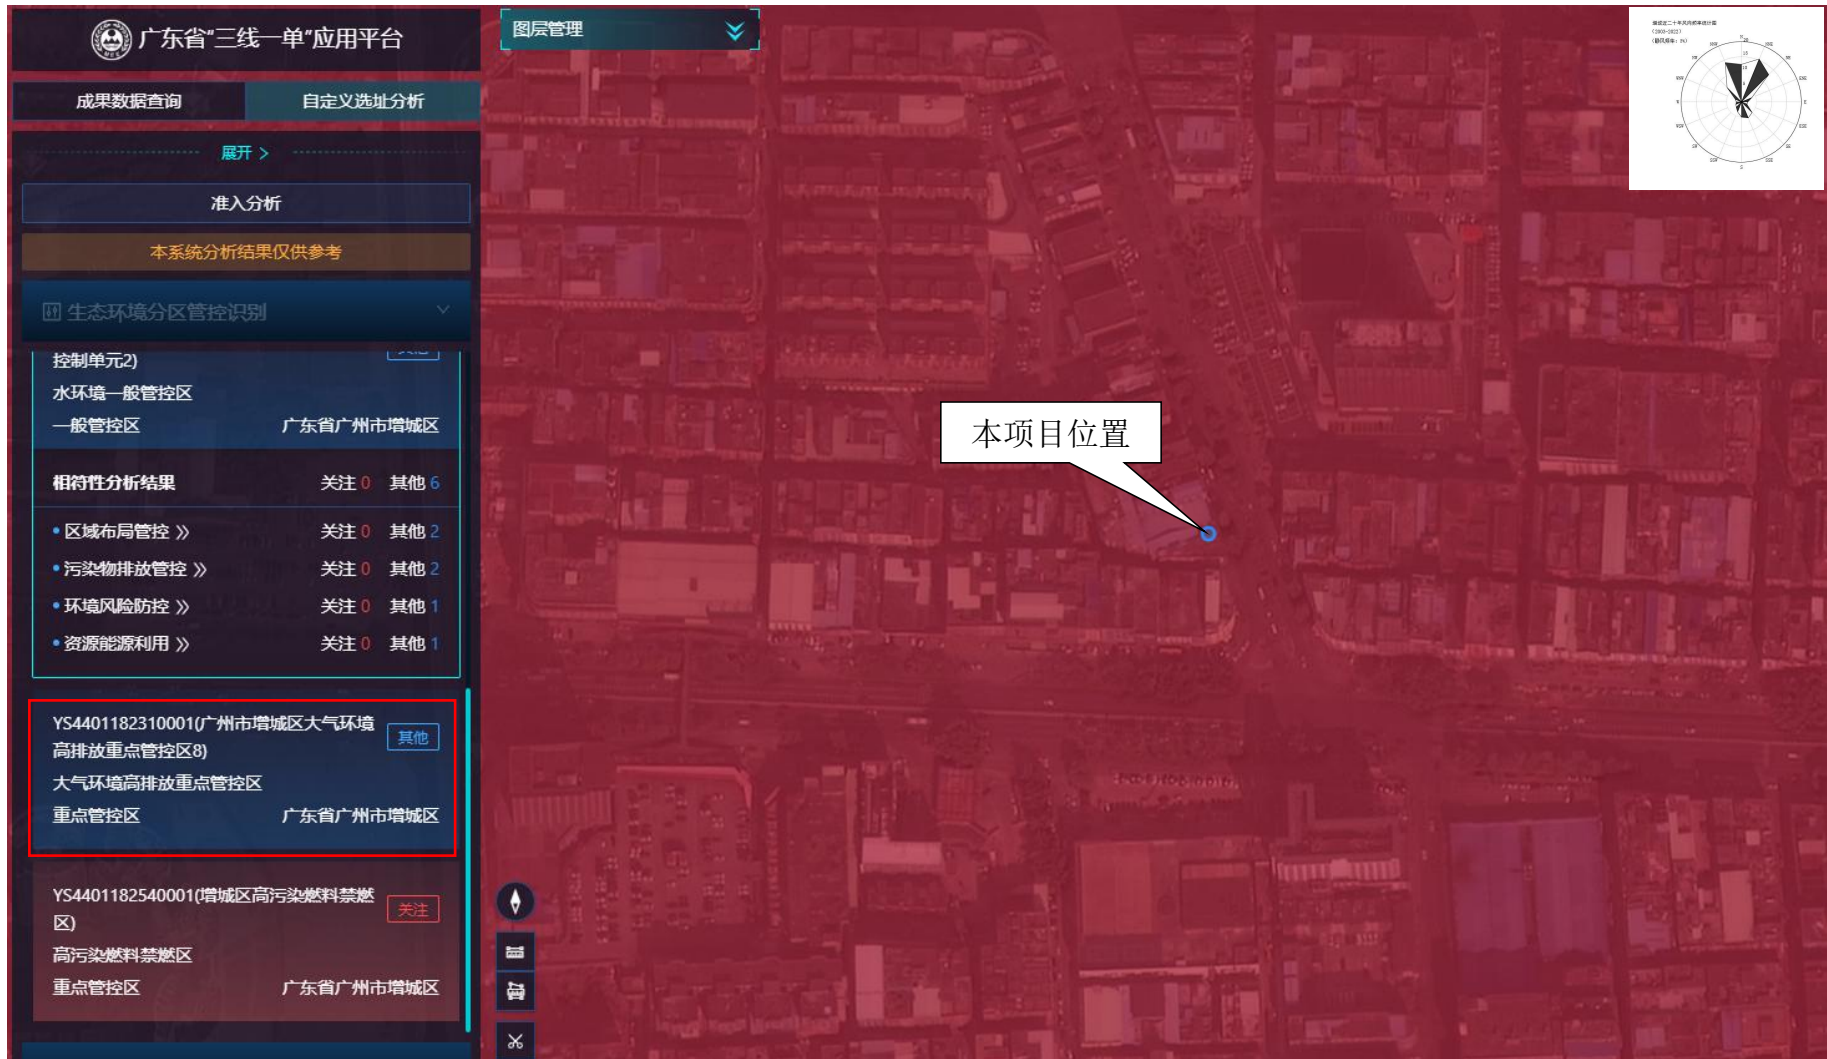 广东省“三线一单”应用平台
成果数据查询
自定义选址分析
展开 >
准入分析
本系统分析结果仅供参考
生态环境分区管控识别
控制单元2)
水环境一般管控区
一般管控区 广东省广州市增城区
相符性分析结果 关注 0 其他 6
• 区域布局管控 》 关注 0 其他 2
• 污染物排放管控 》 关注 0 其他 2
• 环境风险防控 》 关注 0 其他 1
• 资源能源利用 》 关注 0 其他 1
YS4401182310001(广州市增城区大气环境
高排放重点管控区8)
其他
大气环境高排放重点管控区
重点管控区 广东省广州市增城区
YS4401182540001(增城区高污染燃料禁燃
区)
关注
高污染燃料禁燃区
重点管控区 广东省广州市增城区
图层管理
本项目位置
(2003-2022)